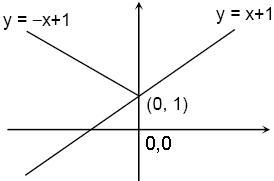 y = –x+1
y = x+1
(0, 1)
0,0